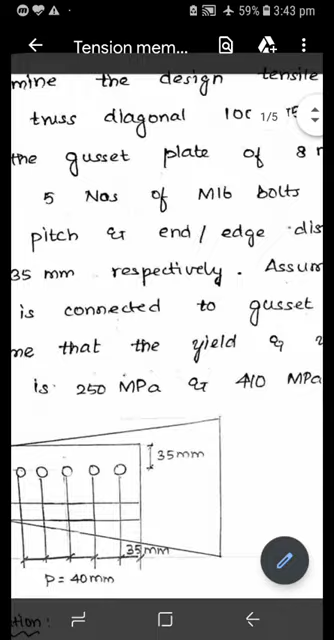 59% 3:43 pm
Tension mem...
mine the design tensile
truss diagonal
1/5
the gusset plate of 8
5 Nos of M16 bolts
pitch & end/edge dis
35 mm respectively. Assum
is connected to gusset
me that the yield &
is 250 MPa & 410 MPa
35mm
35mm
P = 40mm
tion: